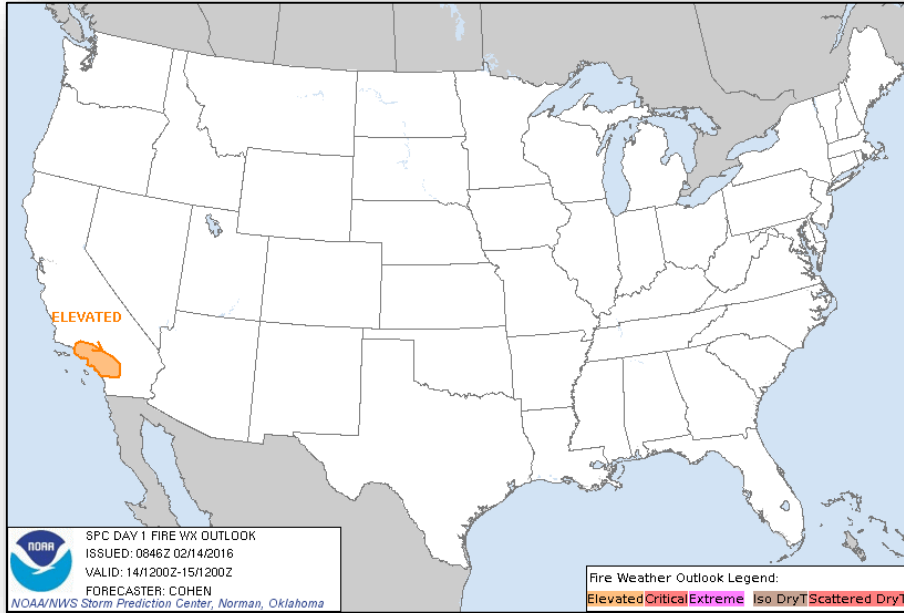 ELEVATED
NOAA
SPC DAY 1 FIRE WX OUTLOOK
ISSUED: 0846Z 02/14/2016
VALID: 14/1200Z-15/1200Z
FORECASTER: COHEN
NOAA/NWS Storm Prediction Center, Norman, Oklahoma
Fire Weather Outlook Legend:
Elevated Critical Extreme Iso DryT Scattered DryT